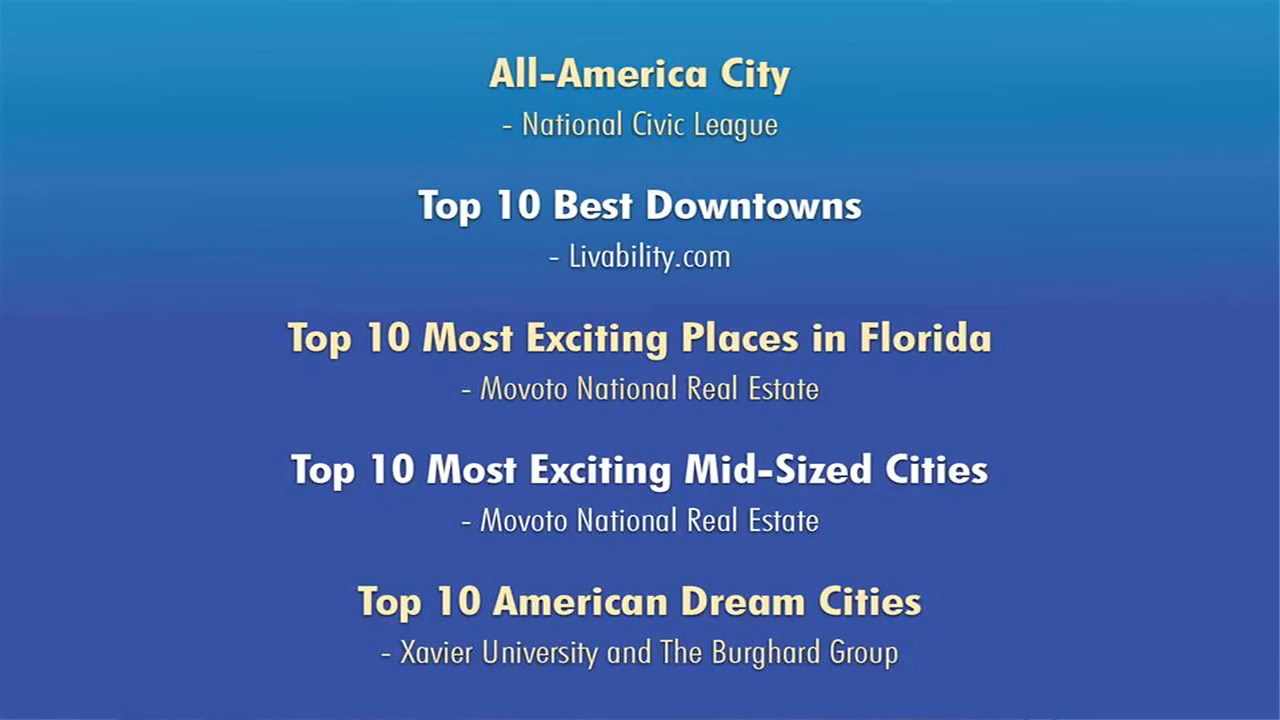 All-America City
- National Civic League
Top 10 Best Downtowns
- Livability.com
Top 10 Most Exciting Places in Florida
- Movoto National Real Estate
Top 10 Most Exciting Mid-Sized Cities
- Movoto National Real Estate
Top 10 American Dream Cities
- Xavier University and The Burghard Group